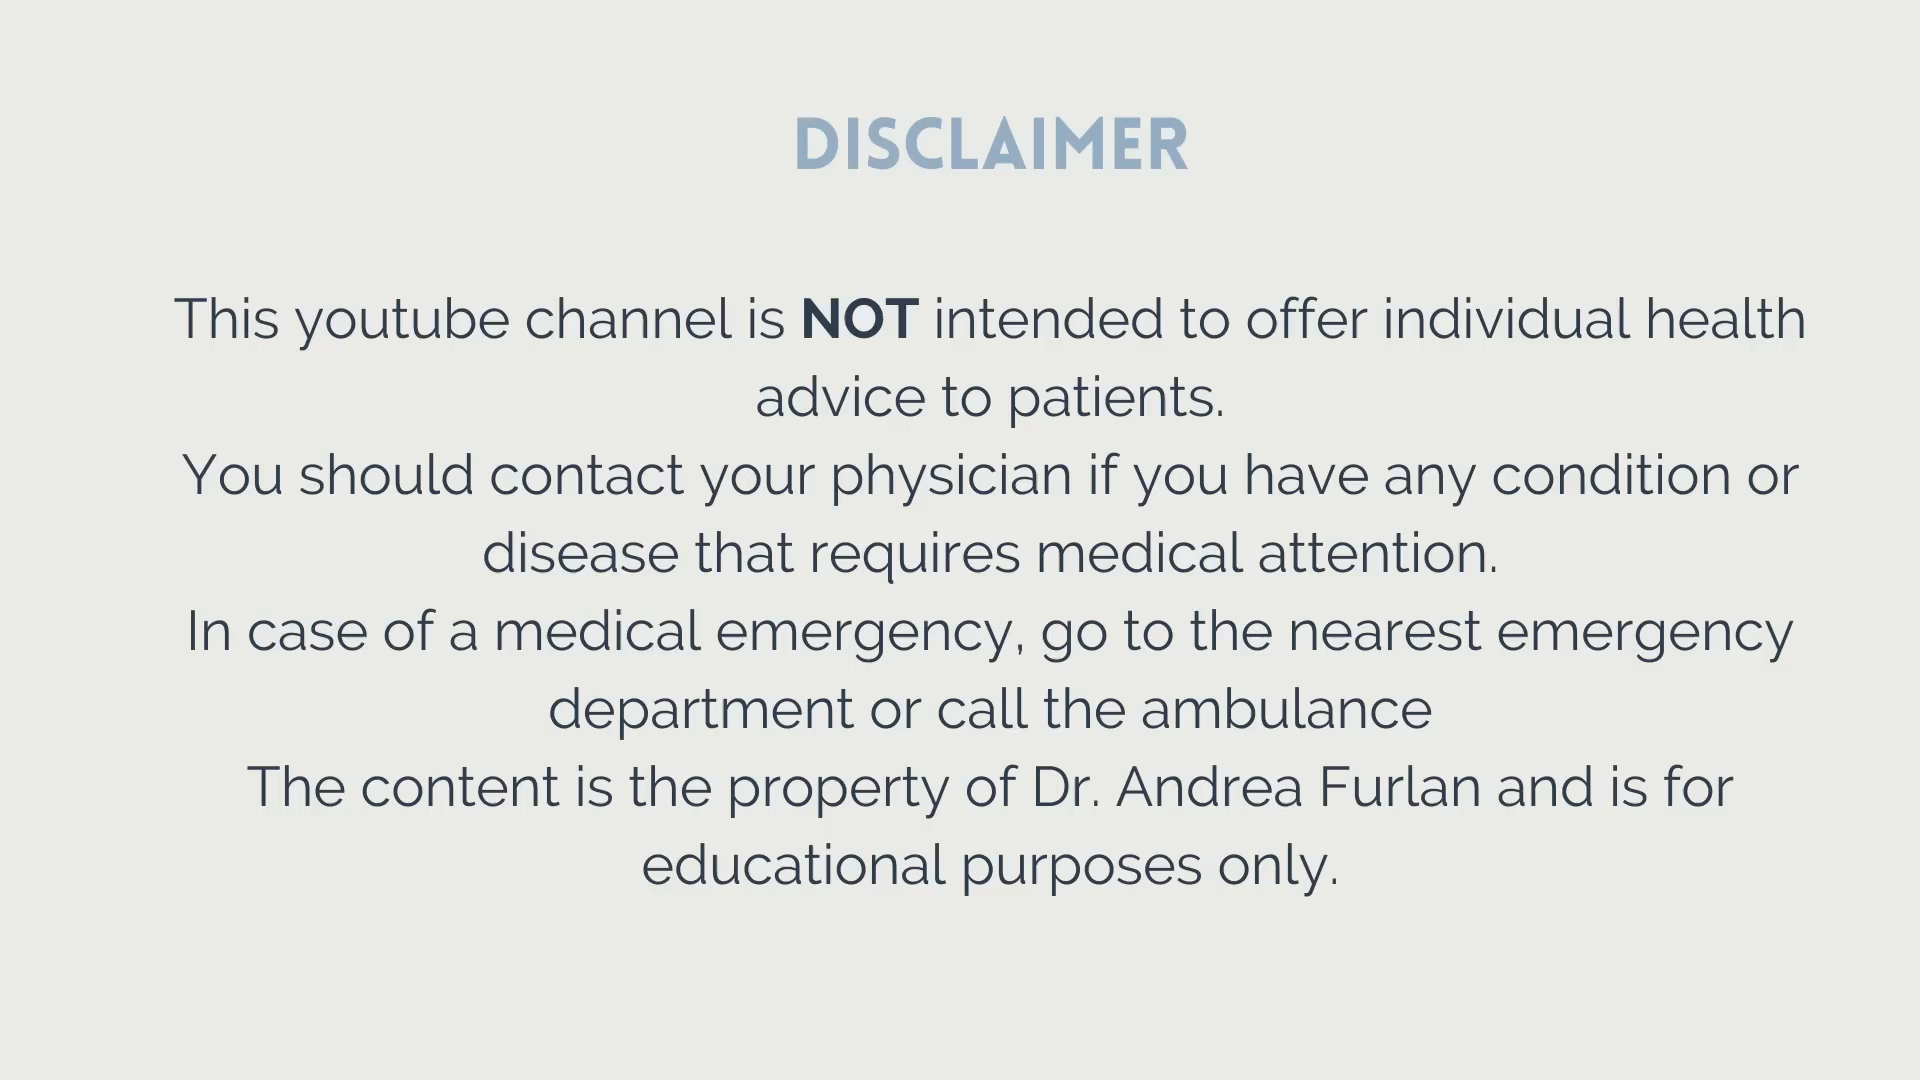 DISCLAIMER
This youtube channel is NOT intended to offer individual health
advice to patients.
You should contact your physician if you have any condition or
disease that requires medical attention.
In case of a medical emergency, go to the nearest emergency
department or call the ambulance
The content is the property of Dr. Andrea Furlan and is for
educational purposes only.